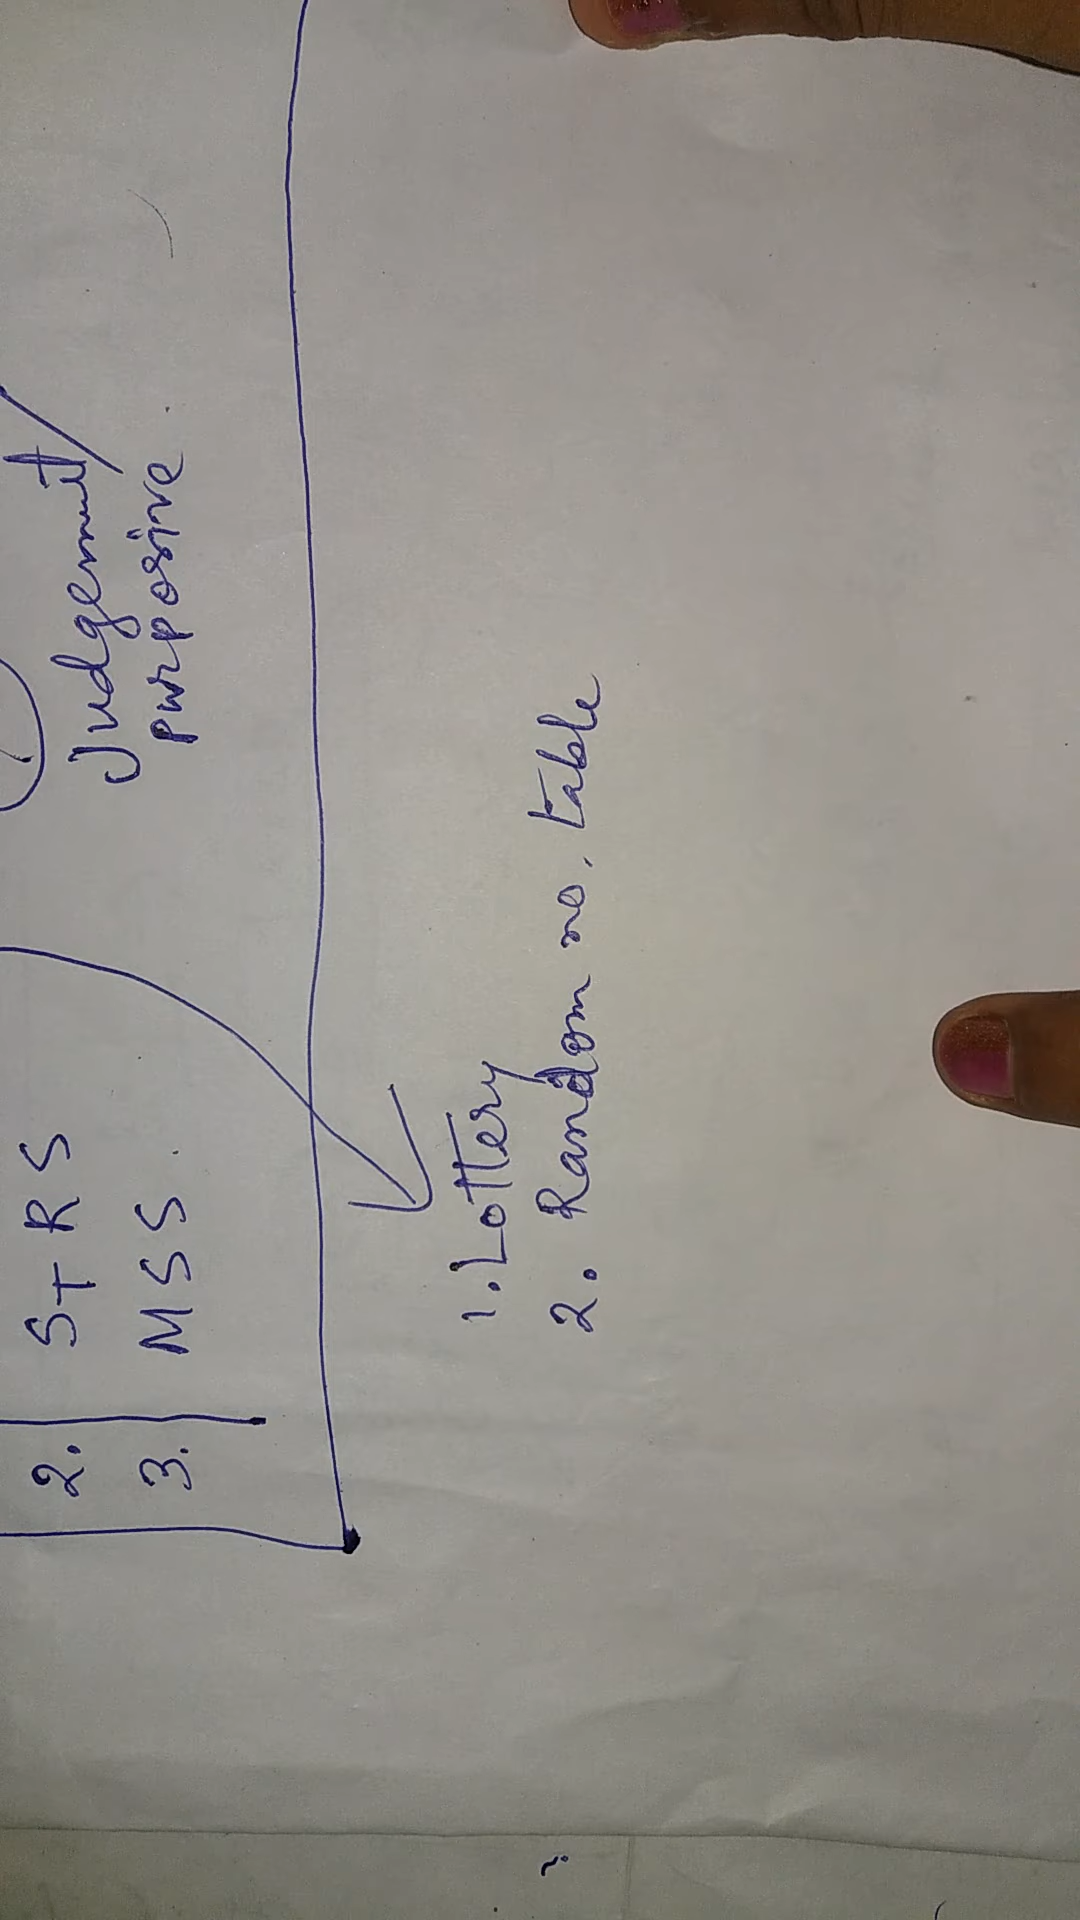 2. STRS
3. MSS.
Judgement/
purposive
1. Lottery
2. Random no. table